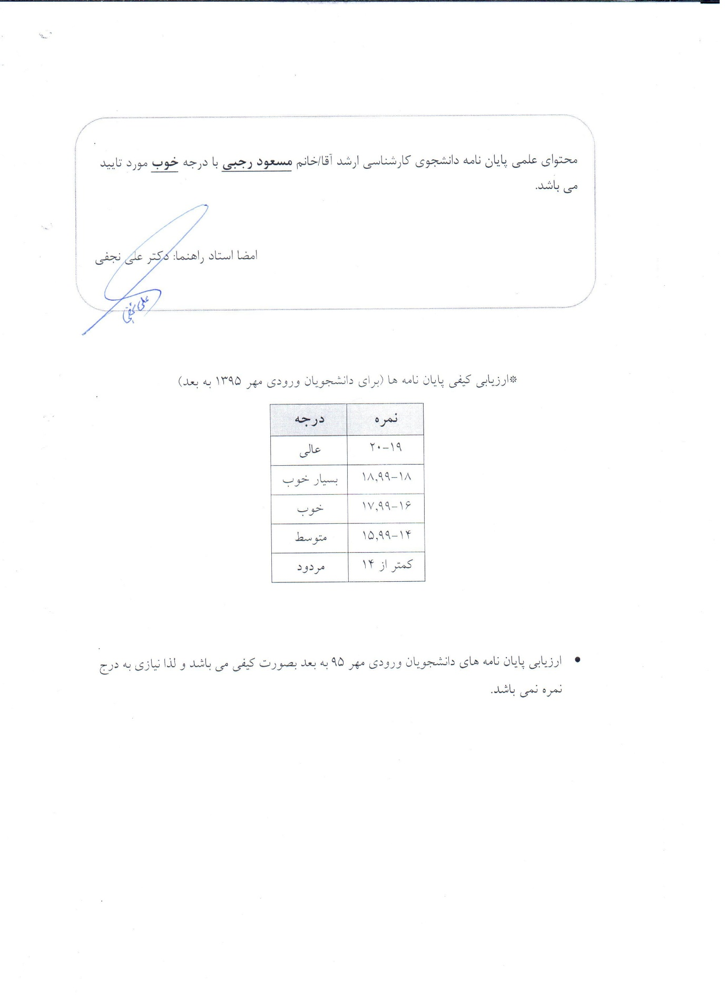 محتوای علمی پایان نامه دانشجوی کارشناسی ارشد آقا/خانم مسعود رجبی با درجه خوب مورد تایید
می باشد.
امضا استاد راهنما: دکتر علی نجفی
علی نجفی
*ارزیابی کیفی پایان نامه ها (برای دانشجویان ورودی مهر ۱۳۹۵ به بعد)
نمره درجه
۲۰-۱۹ عالی
۱۸,۹۹-۱۸ بسیار خوب
۱۷,۹۹-۱۶ خوب
۱۵,۹۹-۱۴ متوسط
کمتر از ۱۴ مردود
• ارزیابی پایان نامه های دانشجویان ورودی مهر ۹۵ به بعد بصورت کیفی می باشد و لذا نیازی به درج
نمره نمی باشد.